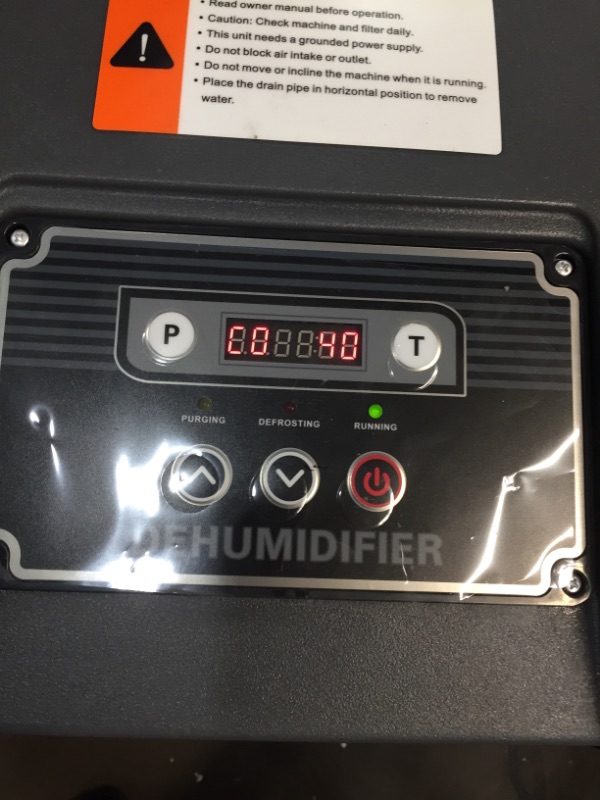 • Read owner manual before operation.
• Caution: Check machine and filter daily.
• This unit needs a grounded power supply.
• Do not block air intake or outlet.
• Do not move or incline the machine when it is running.
• Place the drain pipe in horizontal position to remove
water.
P
CO 40
T
PURGING DEFROSTING RUNNING
DEHUMIDIFIER